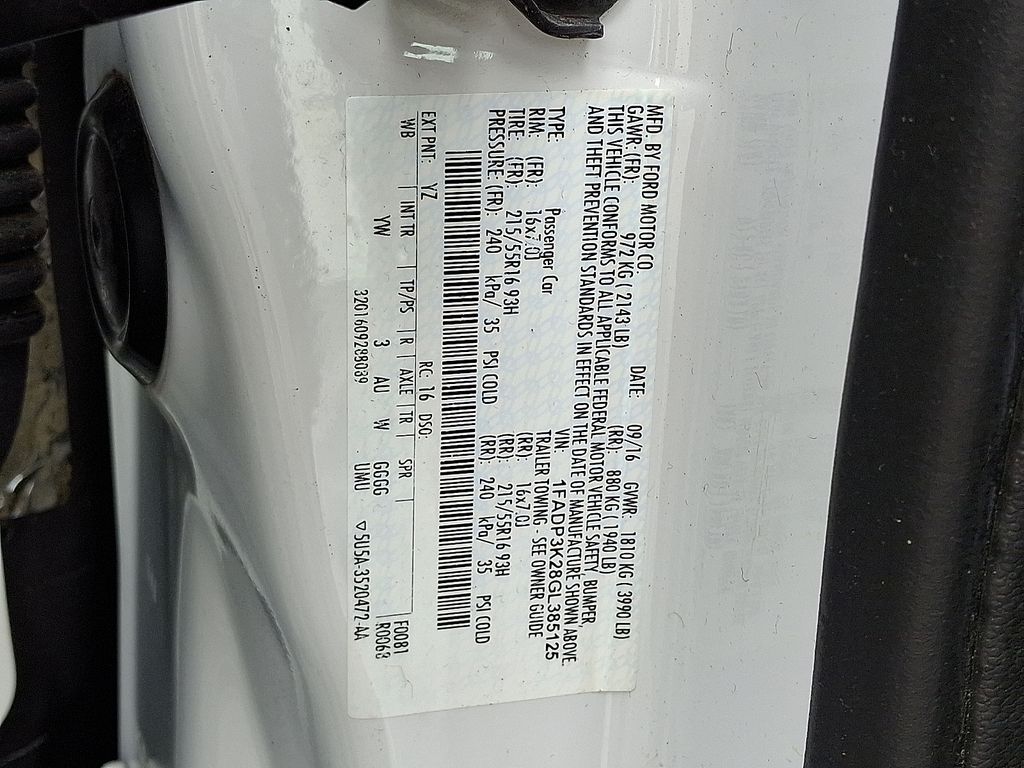 MFD. BY FORD MOTOR CO.
DATE: 09/16 GVWR: 1810 KG ( 3990 LB)
GAWR: (FR): 972 KG ( 2143 LB) (RR): 880 KG ( 1940 LB)
THIS VEHICLE CONFORMS TO ALL APPLICABLE FEDERAL MOTOR VEHICLE SAFETY, BUMPER,
AND THEFT PREVENTION STANDARDS IN EFFECT ON THE DATE OF MANUFACTURE SHOWN ABOVE.
VIN: 1FADP3K28GL385125
TYPE: Passenger Car TRAILER TOWING - SEE OWNER GUIDE
RIM: (FR): 16x7.0J (RR): 16x7.0J
TIRE: (FR): 215/55R16 93H (RR): 215/55R16 93H
PRESSURE: (FR): 240 kPa/ 35 PSI COLD (RR): 240 kPa/ 35 PSI COLD
EXT PNT: YZ RC: 16 DSO: F0081
WB INT TR TP/PS R AXLE TR SPR R0068
YW 3 AU W GGGG
3201609288039 UMU ▽5U5A-3520472-AA